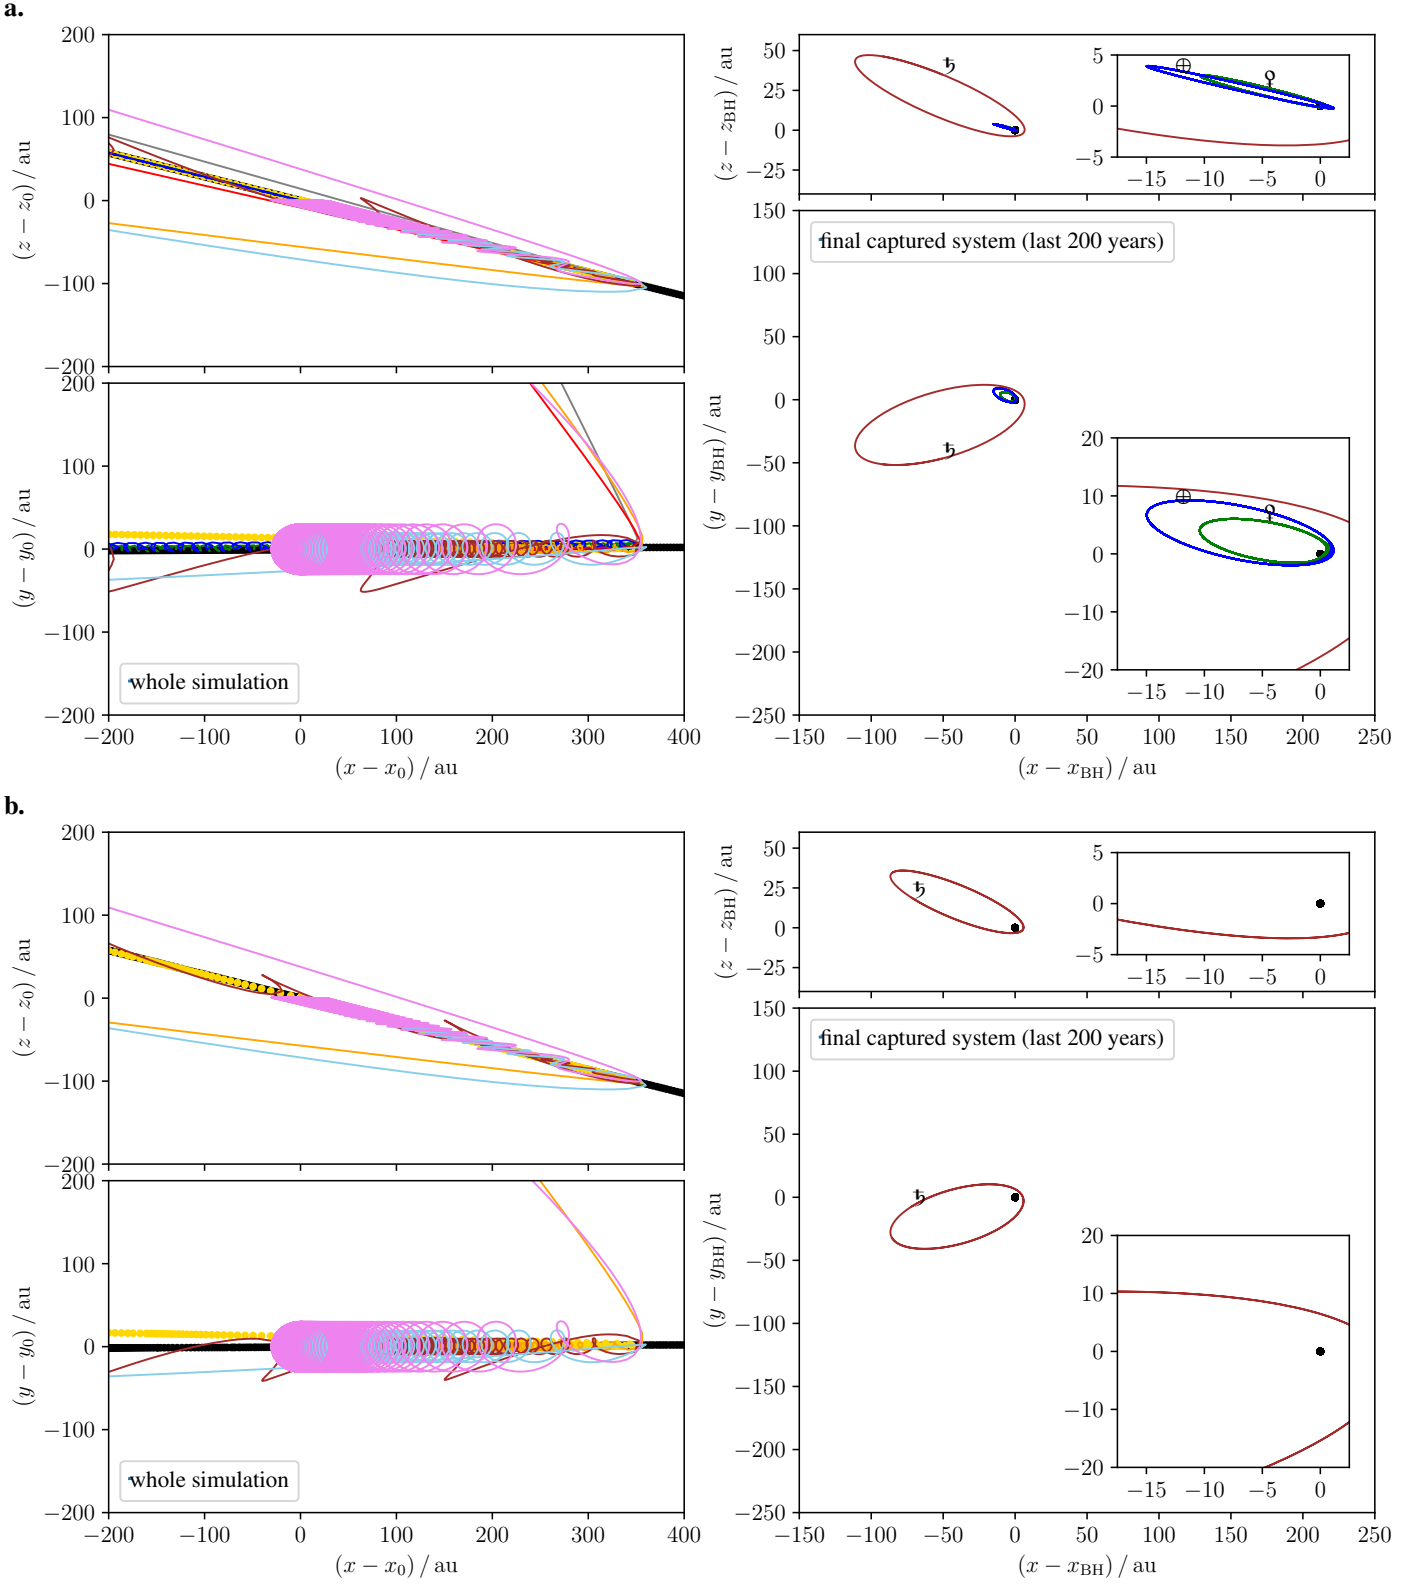 a.
200
100
0
−100
−200
(z − z0) / au
200
100
0
−100
−200
(y − y0) / au
whole simulation
−200 −100 0 100 200 300 400
(x − x0) / au
50
25
0
−25
(z − zBH) / au
♄
5
0
−5
⊕ ♀
−15 −10 −5 0
150
100
50
0
−50
−100
−150
−200
−250
(y − yBH) / au
final captured system (last 200 years)
♄
20
10
0
−10
−20
⊕ ♀
−15 −10 −5 0
−150 −100 −50 0 50 100 150 200 250
(x − xBH) / au
b.
200
100
0
−100
−200
(z − z0) / au
200
100
0
−100
−200
(y − y0) / au
whole simulation
−200 −100 0 100 200 300 400
(x − x0) / au
50
25
0
−25
(z − zBH) / au
♄
5
0
−5
−15 −10 −5 0
150
100
50
0
−50
−100
−150
−200
−250
(y − yBH) / au
final captured system (last 200 years)
♄
20
10
0
−10
−20
−15 −10 −5 0
−150 −100 −50 0 50 100 150 200 250
(x − xBH) / au